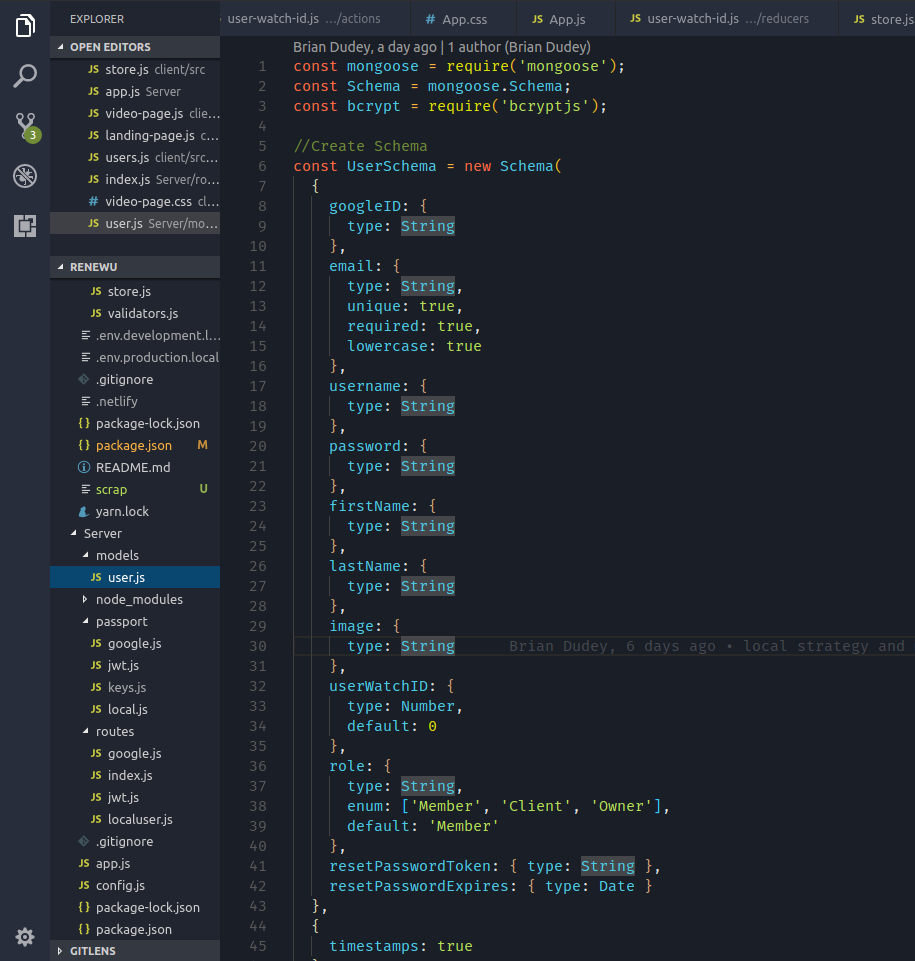 EXPLORER
user-watch-id.js …/actions
# App.css
JS App.js
JS user-watch-id.js …/reducers
JS store.js
OPEN EDITORS
JS store.js client/src
JS app.js Server
JS video-page.js clie...
JS landing-page.js c...
JS users.js client/src...
JS index.js Server/ro...
# video-page.css cl...
JS user.js Server/mo...
3
RENEWU
JS store.js
JS validators.js
.env.development.l...
.env.production.local
.gitignore
.netlify
{} package-lock.json
{} package.json M
README.md
scrap U
yarn.lock
Server
models
JS user.js
node_modules
passport
JS google.js
JS jwt.js
JS keys.js
JS local.js
routes
JS google.js
JS index.js
JS jwt.js
JS localuser.js
.gitignore
JS app.js
JS config.js
{} package-lock.json
{} package.json
GITLENS
Brian Dudey, a day ago | 1 author (Brian Dudey)
1 const mongoose = require('mongoose');
2 const Schema = mongoose.Schema;
3 const bcrypt = require('bcryptjs');
4
5 //Create Schema
6 const UserSchema = new Schema(
7 {
8 googleID: {
9 type: String
10 },
11 email: {
12 type: String,
13 unique: true,
14 required: true,
15 lowercase: true
16 },
17 username: {
18 type: String
19 },
20 password: {
21 type: String
22 },
23 firstName: {
24 type: String
25 },
26 lastName: {
27 type: String
28 },
29 image: {
30 type: String Brian Dudey, 6 days ago • local strategy and
31 },
32 userWatchID: {
33 type: Number,
34 default: 0
35 },
36 role: {
37 type: String,
38 enum: ['Member', 'Client', 'Owner'],
39 default: 'Member'
40 },
41 resetPasswordToken: { type: String },
42 resetPasswordExpires: { type: Date }
43 },
44 {
45 timestamps: true